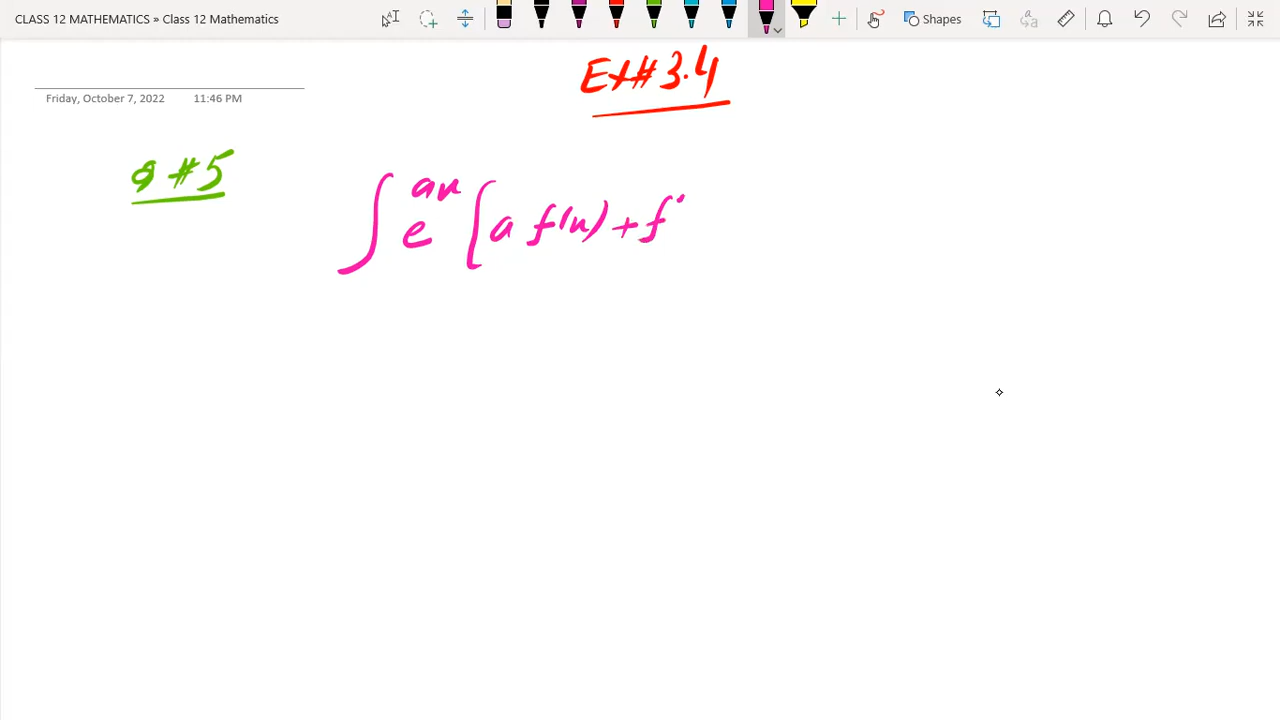 CLASS 12 MATHEMATICS » Class 12 Mathematics
Shapes
Ex# 3.4
Friday, October 7, 2022 11:46 PM
Q #5
∫ e^{ax} [a f(x) + f'